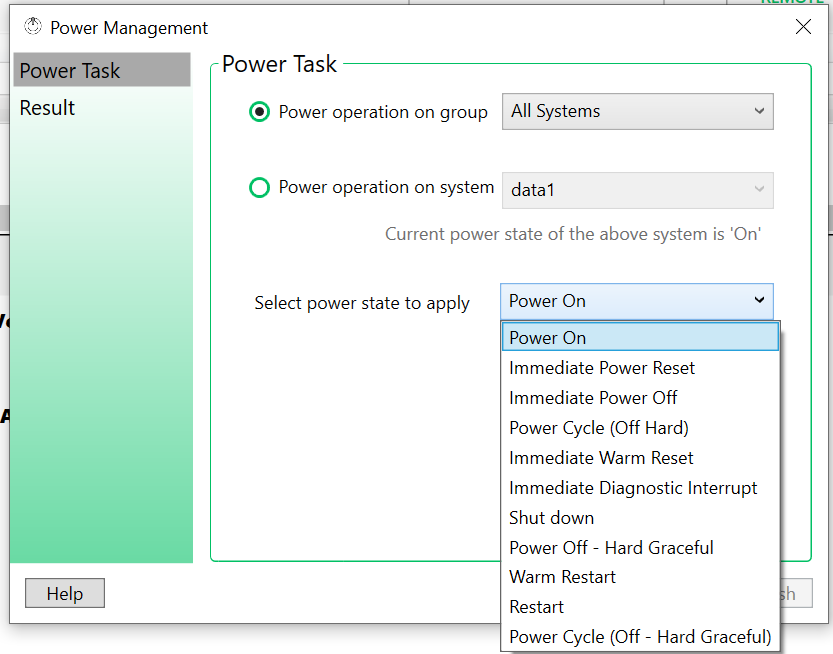 REMOTE
Power Management
Power Task
Result
Power Task
Power operation on group
All Systems
Power operation on system
data1
Current power state of the above system is 'On'
Select power state to apply
Power On
Power On
Immediate Power Reset
Immediate Power Off
Power Cycle (Off Hard)
Immediate Warm Reset
Immediate Diagnostic Interrupt
Shut down
Power Off - Hard Graceful
Warm Restart
Restart
Power Cycle (Off - Hard Graceful)
Help
sh